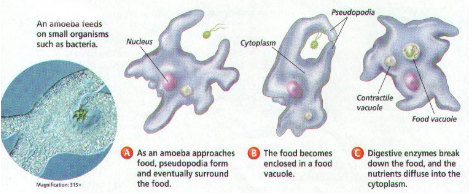 An amoeba feeds
on small organisms
such as bacteria.
Nucleus
Cytoplasm
Pseudopodia
Contractile
vacuole
Food vacuole
Magnification: 315×
A As an amoeba approaches
food, pseudopodia form
and eventually surround
the food.
B The food becomes
enclosed in a food
vacuole.
C Digestive enzymes break
down the food, and the
nutrients diffuse into the
cytoplasm.